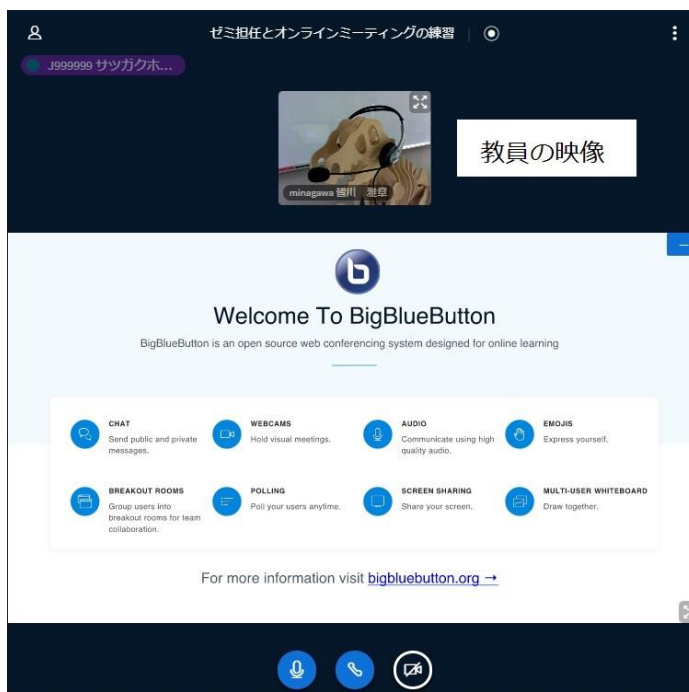 ゼミ担任とオンラインミーティングの練習
J999999 サツガクホ...
minagawa 皆川 雅章
教員の映像
Welcome To BigBlueButton
BigBlueButton is an open source web conferencing system designed for online learning
CHAT
Send public and private
messages.
WEBCAMS
Hold visual meetings.
AUDIO
Communicate using high
quality audio.
EMOJIS
Express yourself.
BREAKOUT ROOMS
Group users into
breakout rooms for team
collaboration.
POLLING
Poll your users anytime.
SCREEN SHARING
Share your screen.
MULTI-USER WHITEBOARD
Draw together.
For more information visit bigbluebutton.org →